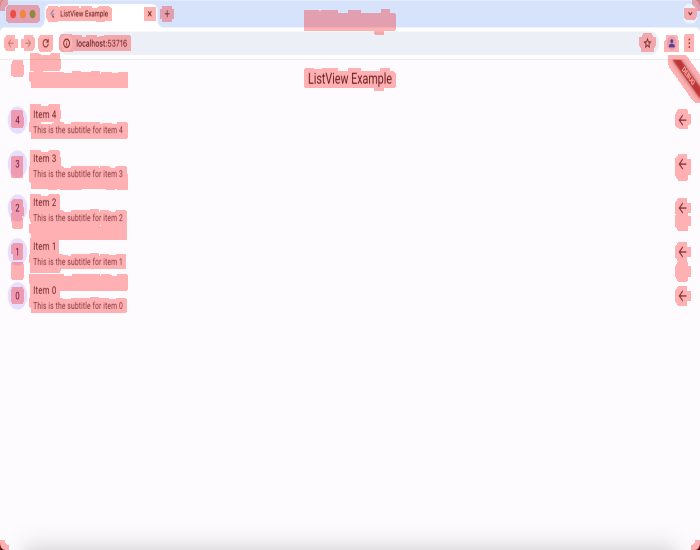 ListView Example
localhost:53716
DEBUG
ListView Example
4
Item 4
This is the subtitle for item 4
3
Item 3
This is the subtitle for item 3
2
Item 2
This is the subtitle for item 2
1
Item 1
This is the subtitle for item 1
0
Item 0
This is the subtitle for item 0